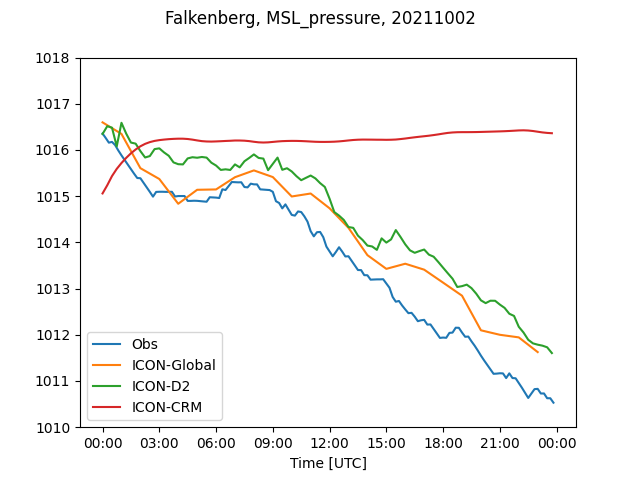 Falkenberg, MSL_pressure, 20211002
1018
1017
1016
1015
1014
1013
1012
1011
1010
Obs
ICON-Global
ICON-D2
ICON-CRM
00:00 03:00 06:00 09:00 12:00 15:00 18:00 21:00 00:00
Time [UTC]